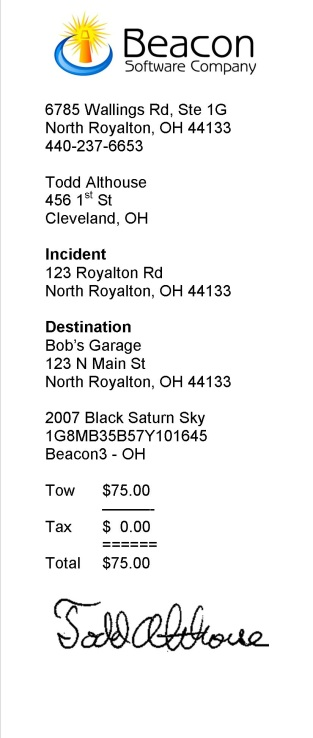 Beacon
Software Company
6785 Wallings Rd, Ste 1G
North Royalton, OH 44133
440-237-6653
Todd Althouse
456 1st St
Cleveland, OH
Incident
123 Royalton Rd
North Royalton, OH 44133
Destination
Bob's Garage
123 N Main St
North Royalton, OH 44133
2007 Black Saturn Sky
1G8MB35B57Y101645
Beacon3 - OH
Tow $75.00
Tax $ 0.00
======
Total $75.00
Todd Althouse